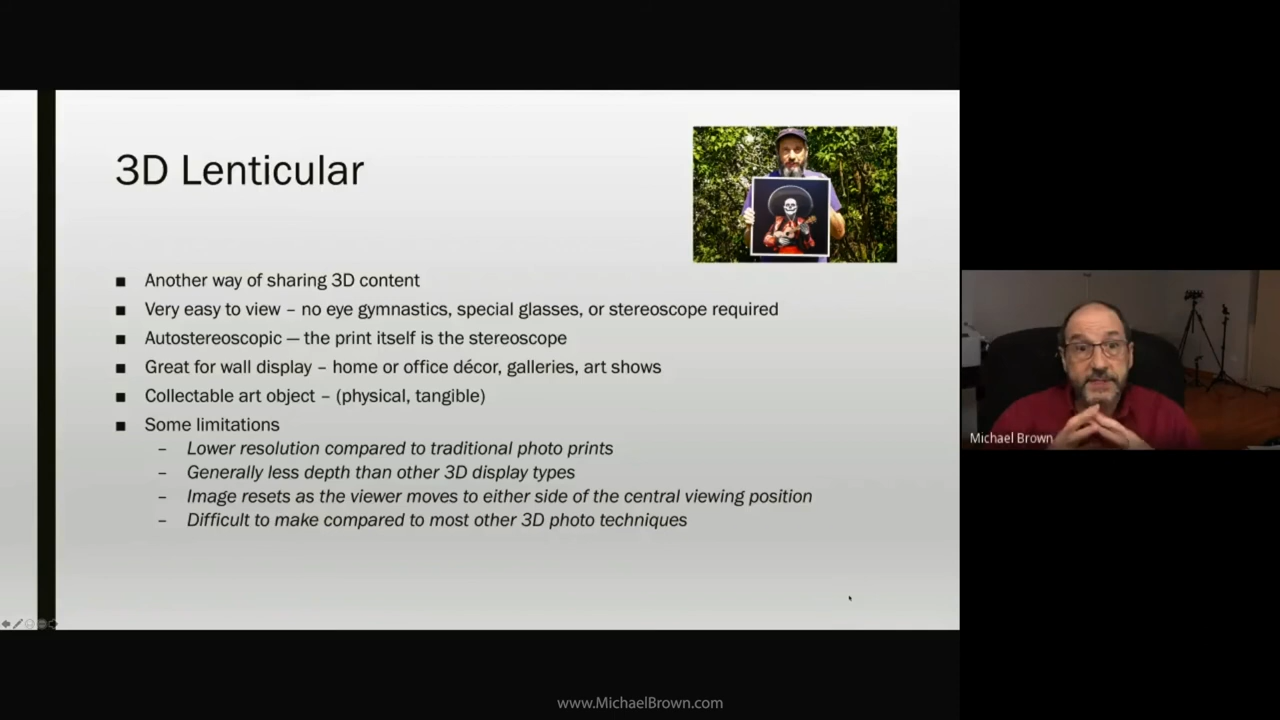 3D Lenticular
Another way of sharing 3D content
Very easy to view – no eye gymnastics, special glasses, or stereoscope required
Autostereoscopic — the print itself is the stereoscope
Great for wall display – home or office décor, galleries, art shows
Collectable art object – (physical, tangible)
Some limitations
– Lower resolution compared to traditional photo prints
– Generally less depth than other 3D display types
– Image resets as the viewer moves to either side of the central viewing position
– Difficult to make compared to most other 3D photo techniques
Michael Brown
www.MichaelBrown.com